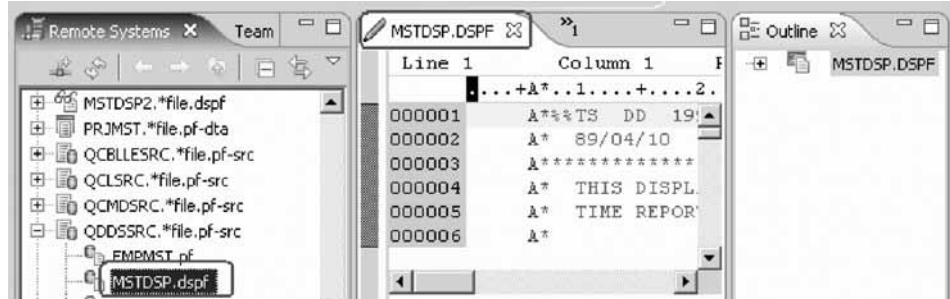 Remote Systems Team
MSTDSP2.*file.dspf
PRJMST.*file.pf-dta
QCBLLESRC.*file.pf-src
QCLSRC.*file.pf-src
QCMDSRC.*file.pf-src
QDDSSRC.*file.pf-src
EMPMST.pf
MSTDSP.dspf
MSTDSP.DSPF »1
Line 1 Column 1
....+A*..1....+....2.
000001 A*%%TS DD 19
000002 A* 89/04/10
000003 A*************
000004 A* THIS DISPL
000005 A* TIME REPOR
000006 A*
Outline
MSTDSP.DSPF